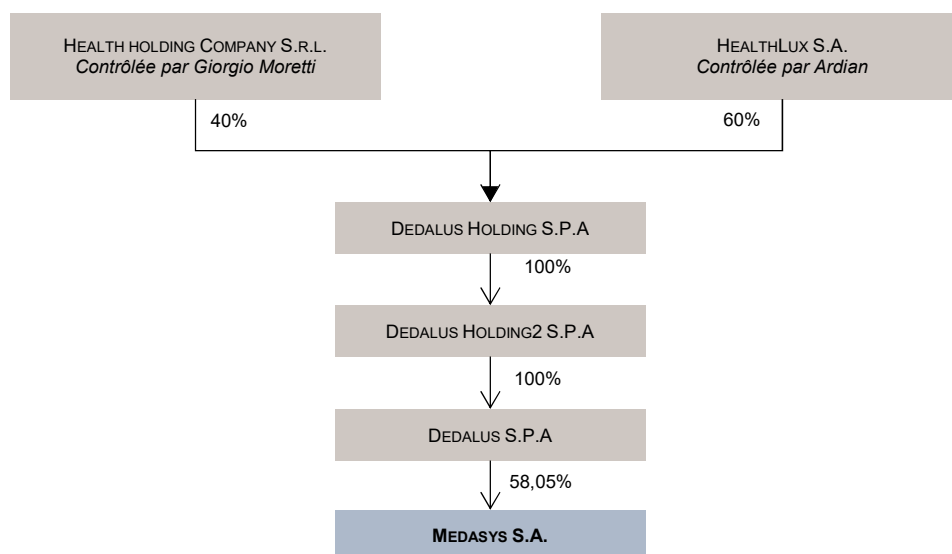 HEALTH HOLDING COMPANY S.R.L.
Contrôlée par Giorgio Moretti
HEALTHLUX S.A.
Contrôlée par Ardian
40%
60%
DEDALUS HOLDING S.P.A
100%
DEDALUS HOLDING2 S.P.A
100%
DEDALUS S.P.A
58,05%
MEDASYS S.A.